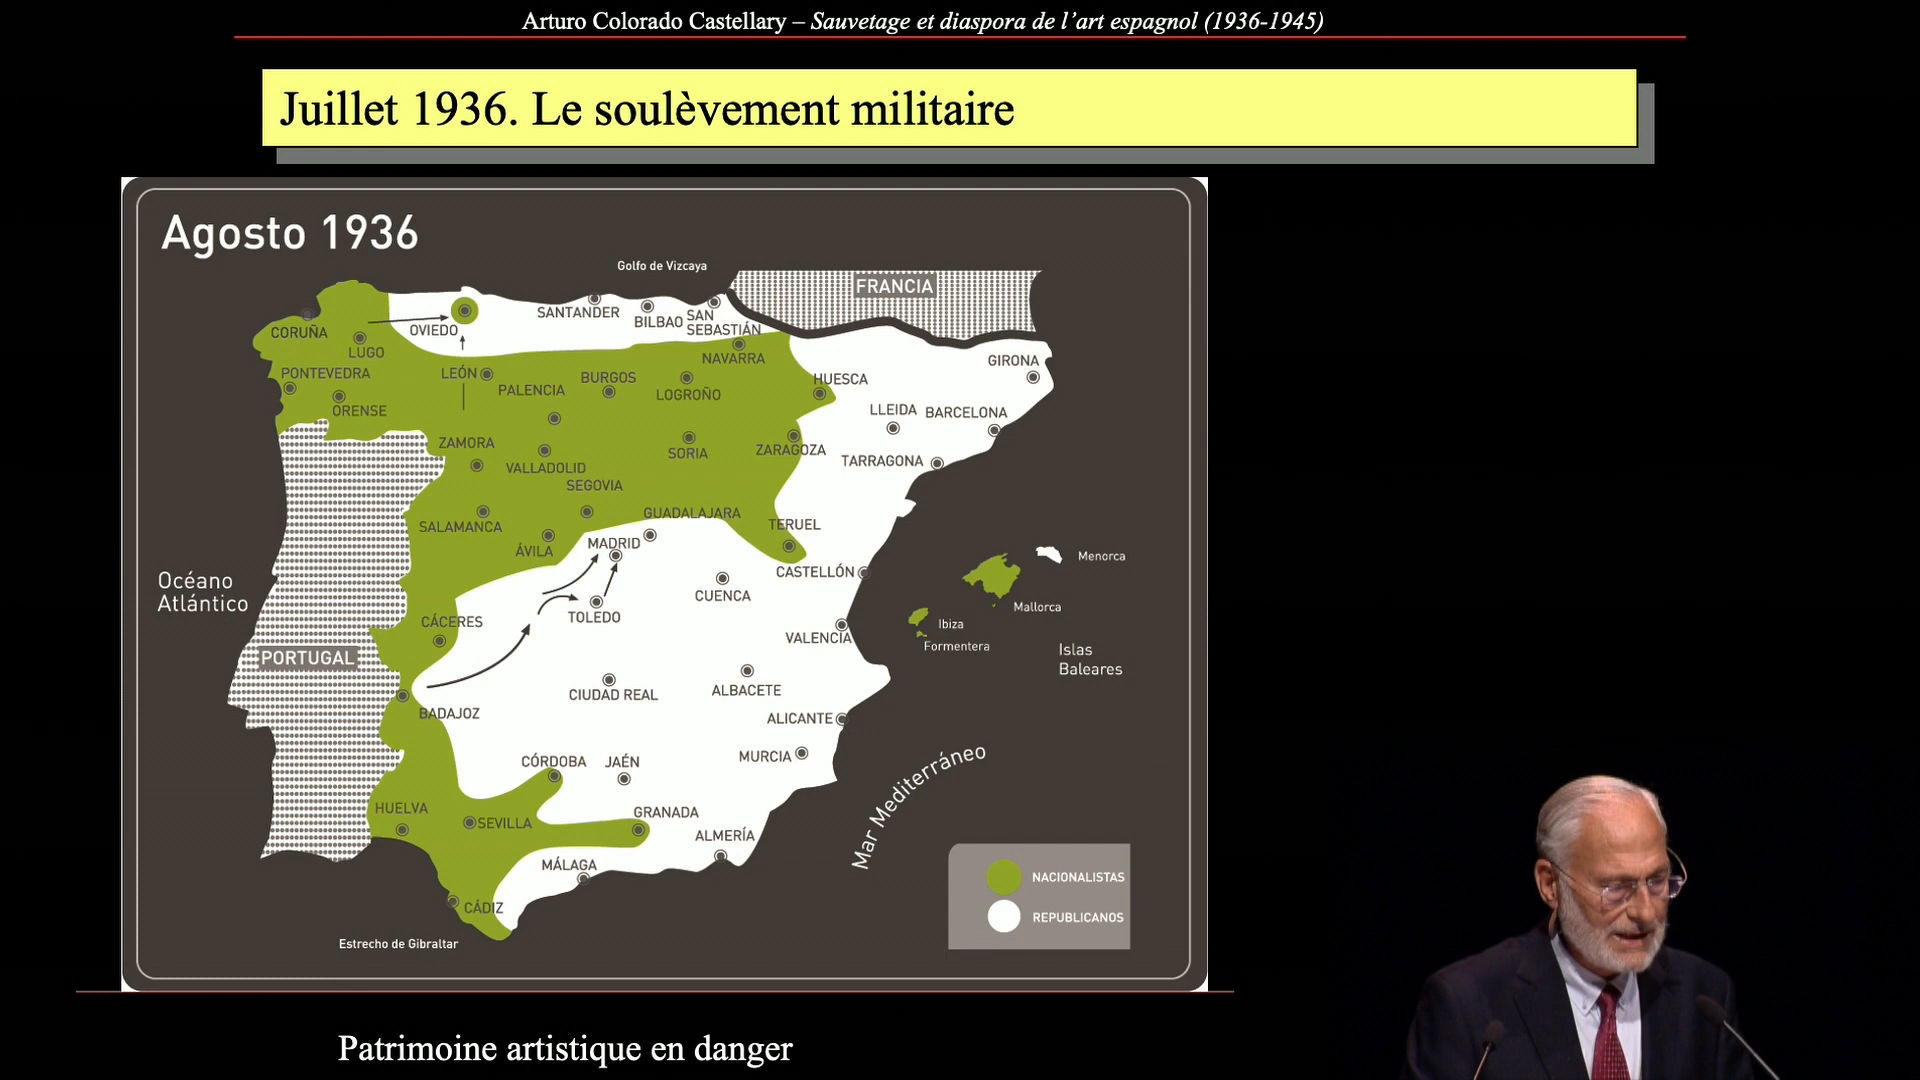 Arturo Colorado Castellary – Sauvetage et diaspora de l’art espagnol (1936-1945)
Juillet 1936. Le soulèvement militaire
Agosto 1936
Golfo de Vizcaya
FRANCIA
CORUÑA
LUGO
OVIEDO
SANTANDER
BILBAO
SAN
SEBASTIÁN
NAVARRA
GIRONA
PONTEVEDRA
ORENSE
LEÓN
PALENCIA
BURGOS
LOGROÑO
HUESCA
LLEIDA
BARCELONA
ZAMORA
VALLADOLID
SORIA
ZARAGOZA
TARRAGONA
SEGOVIA
SALAMANCA
ÁVILA
MADRID
GUADALAJARA
TERUEL
CASTELLÓN
Menorca
Océano
Atlántico
CUENCA
Mallorca
CÁCERES
TOLEDO
VALENCIA
Ibiza
Formentera
Islas
Baleares
PORTUGAL
BADAJOZ
CIUDAD REAL
ALBACETE
ALICANTE
MURCIA
Mar Mediterráneo
CÓRDOBA
JAÉN
HUELVA
SEVILLA
GRANADA
ALMERÍA
MÁLAGA
CÁDIZ
Estrecho de Gibraltar
NACIONALISTAS
REPUBLICANOS
Patrimoine artistique en danger